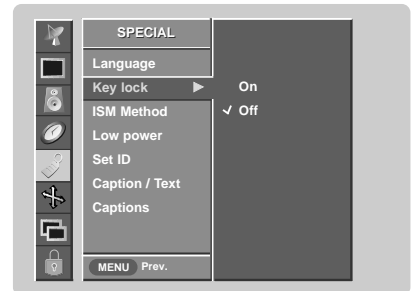 SPECIAL
Language
Key lock ▶ On
ISM Method ✓ Off
Low power
Set ID
Caption / Text
Captions
MENU Prev.